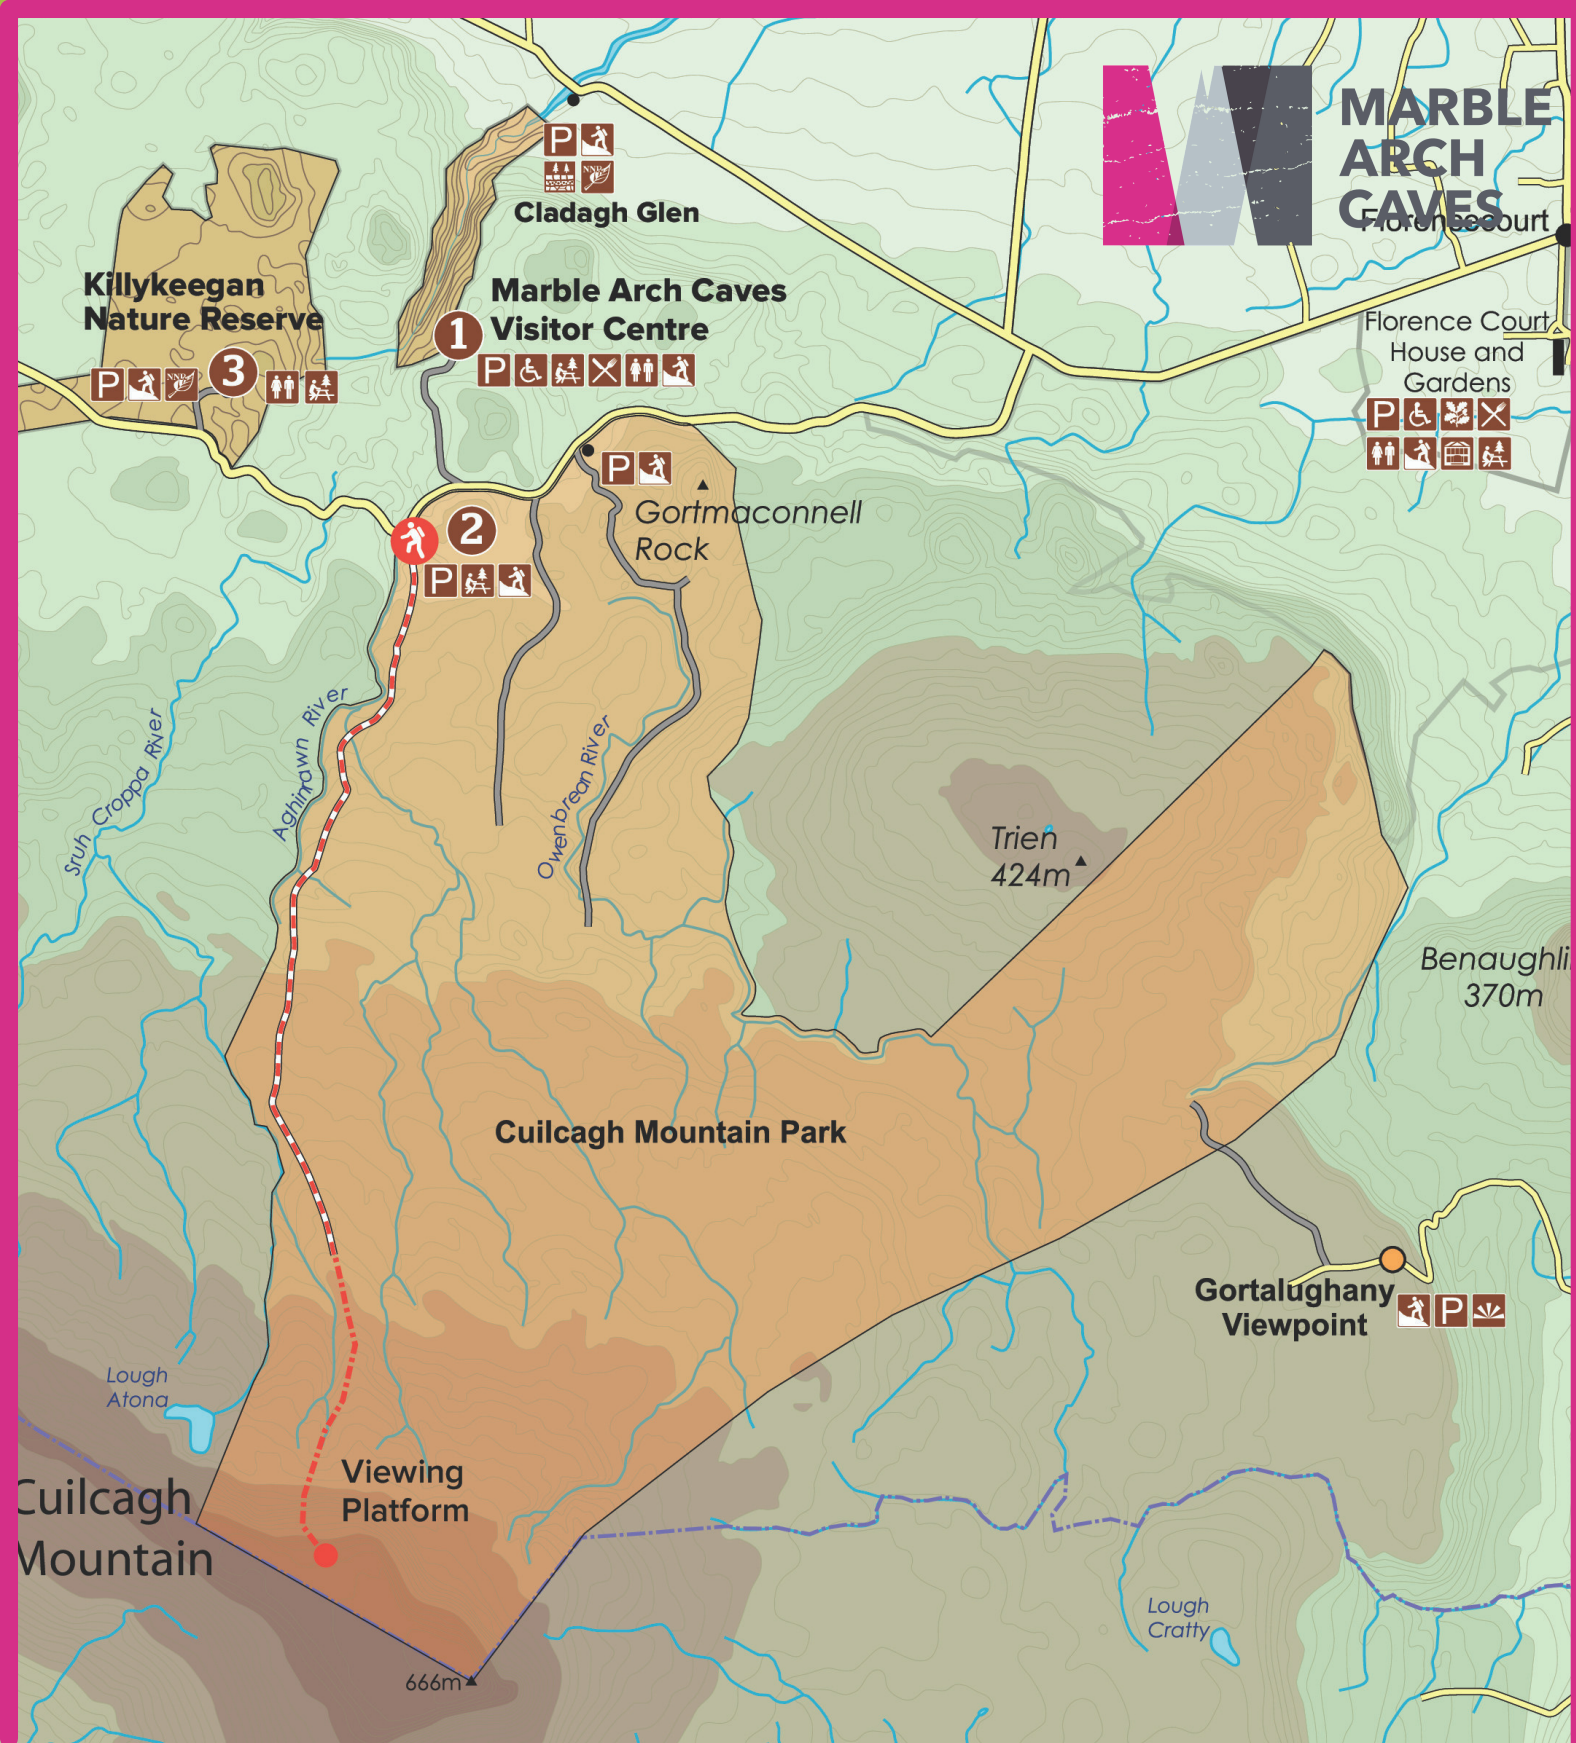 MARBLE
ARCH
CAVES
Florencecourt
Cladagh Glen
Killykeegan
Nature Reserve
Marble Arch Caves
Visitor Centre
1
3
2
P
P
P
P
P
P
P
NNR
NNR
Florence Court
House and
Gardens
Gortmaconnell
Rock
Sruh Croppa River
Aghinrawn River
Owenbrean River
Trien
424m
370m
Cuilcagh Mountain Park
Gortalughany
Viewpoint
Lough
Atona
Viewing
Platform
Cuilcagh
Mountain
Lough
Cratty
666m